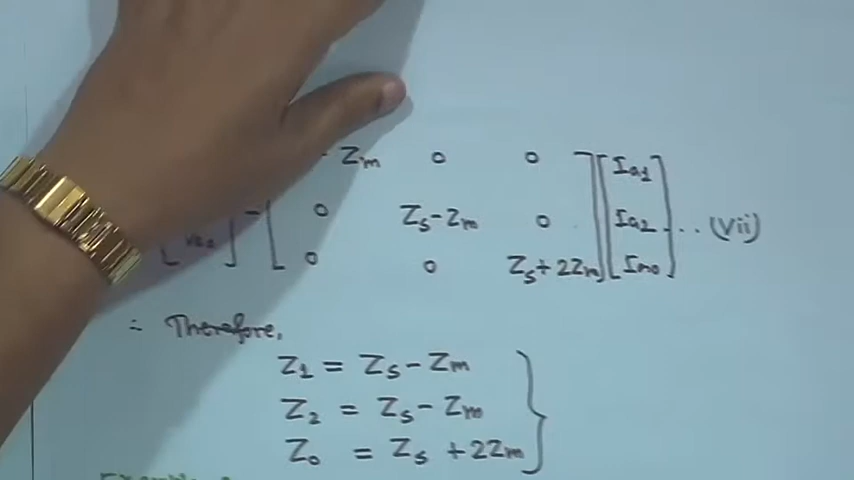 - Zm 0 0 Ia1
= 0 Zs-Zm 0 Ia2 ... (vii)
0 0 Zs+2Zm Iao
∴ Therefore,
Z1 = Zs - Zm
Z2 = Zs - Zm
Z0 = Zs + 2Zm